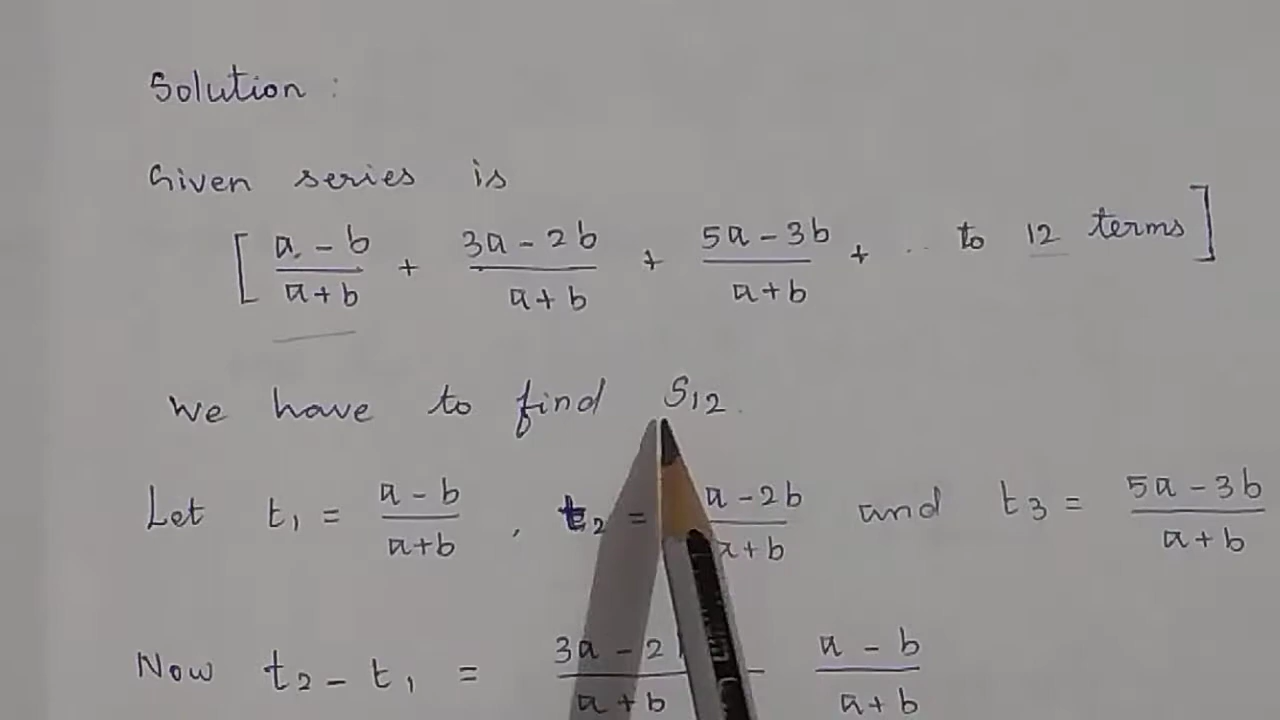 Solution :
Given series is
[ (a - b)/(a + b) + (3a - 2b)/(a + b) + (5a - 3b)/(a + b) + .. to 12 terms ]
We have to find S12.
Let t1 = (a - b)/(a + b) , t2 = a - 2b / + b and t3 = (5a - 3b)/(a + b)
Now t2 - t1 = (3a - 2 )/(a + b) - (a - b)/(a + b)